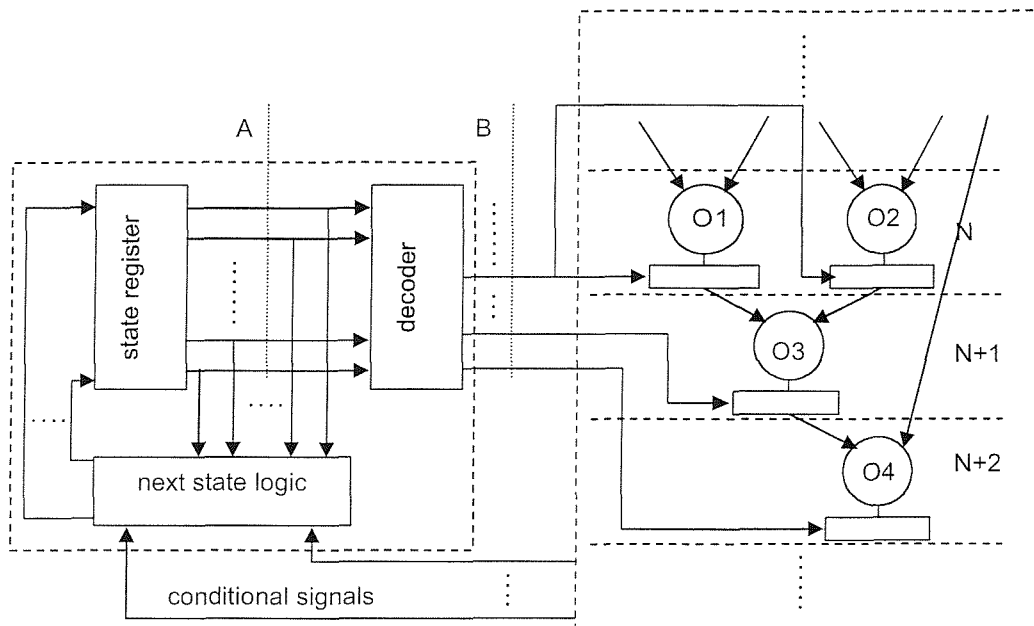 A
B
state register
decoder
next state logic
conditional signals
O1
O2
N
O3
N+1
O4
N+2